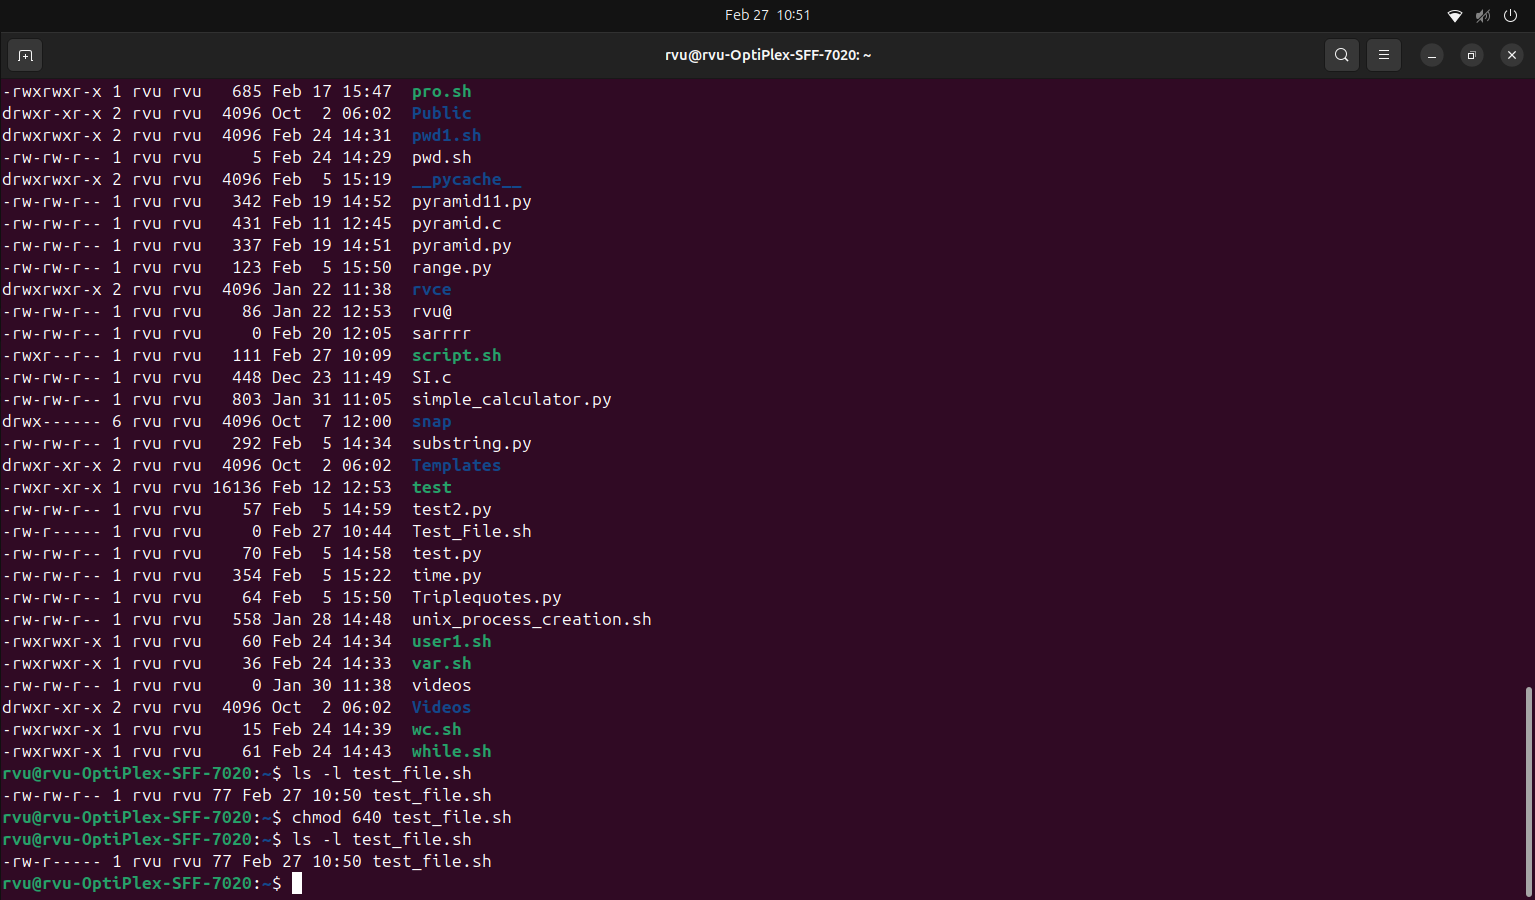 Feb 27  10:51
rvu@rvu-OptiPlex-SFF-7020: ~
-rwxrwxr-x 1 rvu rvu   685 Feb 17 15:47  pro.sh
drwxr-xr-x 2 rvu rvu  4096 Oct  2 06:02  Public
drwxrwxr-x 2 rvu rvu  4096 Feb 24 14:31  pwd1.sh
-rw-rw-r-- 1 rvu rvu     5 Feb 24 14:29  pwd.sh
drwxrwxr-x 2 rvu rvu  4096 Feb  5 15:19  __pycache__
-rw-rw-r-- 1 rvu rvu   342 Feb 19 14:52  pyramid11.py
-rw-rw-r-- 1 rvu rvu   431 Feb 11 12:45  pyramid.c
-rw-rw-r-- 1 rvu rvu   337 Feb 19 14:51  pyramid.py
-rw-rw-r-- 1 rvu rvu   123 Feb  5 15:50  range.py
drwxrwxr-x 2 rvu rvu  4096 Jan 22 11:38  rvce
-rw-rw-r-- 1 rvu rvu    86 Jan 22 12:53  rvu@
-rw-rw-r-- 1 rvu rvu     0 Feb 20 12:05  sarrrr
-rwxr--r-- 1 rvu rvu   111 Feb 27 10:09  script.sh
-rw-rw-r-- 1 rvu rvu   448 Dec 23 11:49  SI.c
-rw-rw-r-- 1 rvu rvu   803 Jan 31 11:05  simple_calculator.py
drwx------ 6 rvu rvu  4096 Oct  7 12:00  snap
-rw-rw-r-- 1 rvu rvu   292 Feb  5 14:34  substring.py
drwxr-xr-x 2 rvu rvu  4096 Oct  2 06:02  Templates
-rwxr-xr-x 1 rvu rvu 16136 Feb 12 12:53  test
-rw-rw-r-- 1 rvu rvu    57 Feb  5 14:59  test2.py
-rw-r----- 1 rvu rvu     0 Feb 27 10:44  Test_File.sh
-rw-rw-r-- 1 rvu rvu    70 Feb  5 14:58  test.py
-rw-rw-r-- 1 rvu rvu   354 Feb  5 15:22  time.py
-rw-rw-r-- 1 rvu rvu    64 Feb  5 15:50  Triplequotes.py
-rw-rw-r-- 1 rvu rvu   558 Jan 28 14:48  unix_process_creation.sh
-rwxrwxr-x 1 rvu rvu    60 Feb 24 14:34  user1.sh
-rwxrwxr-x 1 rvu rvu    36 Feb 24 14:33  var.sh
-rw-rw-r-- 1 rvu rvu     0 Jan 30 11:38  videos
drwxr-xr-x 2 rvu rvu  4096 Oct  2 06:02  Videos
-rwxrwxr-x 1 rvu rvu    15 Feb 24 14:39  wc.sh
-rwxrwxr-x 1 rvu rvu    61 Feb 24 14:43  while.sh
rvu@rvu-OptiPlex-SFF-7020:~$ ls -l test_file.sh
-rw-rw-r-- 1 rvu rvu 77 Feb 27 10:50 test_file.sh
rvu@rvu-OptiPlex-SFF-7020:~$ chmod 640 test_file.sh
rvu@rvu-OptiPlex-SFF-7020:~$ ls -l test_file.sh
-rw-r----- 1 rvu rvu 77 Feb 27 10:50 test_file.sh
rvu@rvu-OptiPlex-SFF-7020:~$